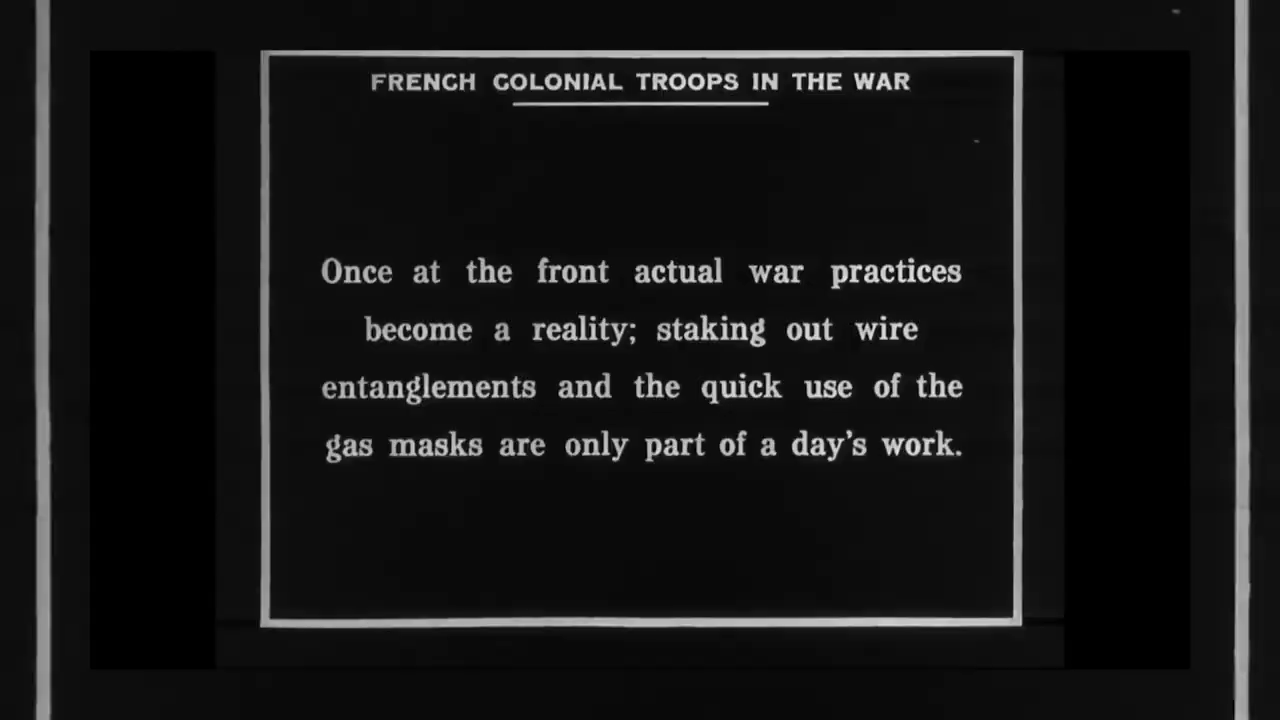 FRENCH COLONIAL TROOPS IN THE WAR
Once at the front actual war practices
become a reality; staking out wire
entanglements and the quick use of the
gas masks are only part of a day's work.